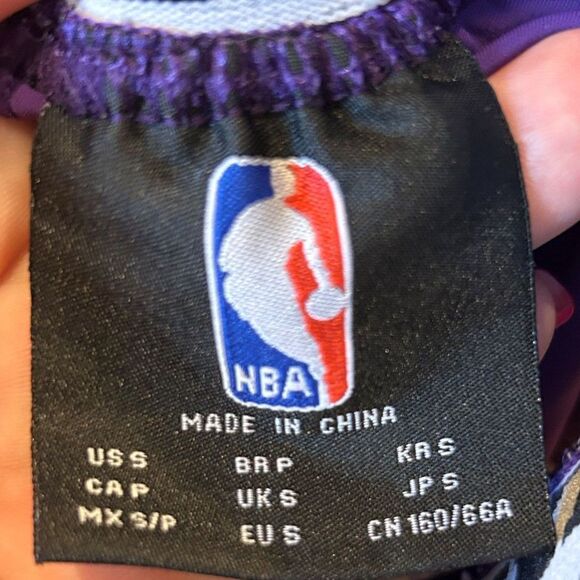 NBA
MADE IN CHINA
US S BR P KR S
CA P UK S JP S
MX S/P EU S CN 160/66A